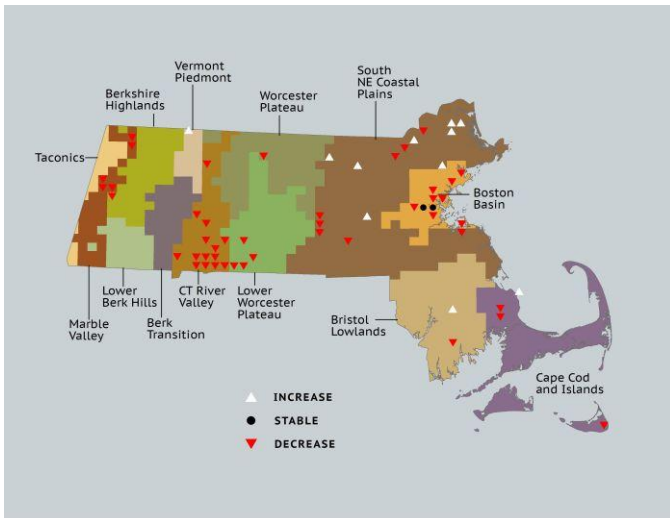 Vermont
Piedmont
South
NE Coastal
Plains
Berkshire
Highlands
Worcester
Plateau
Taconics
Boston
Basin
Lower
Berk Hills
CT River
Valley
Lower
Worcester
Plateau
Marble
Valley
Berk
Transition
Bristol
Lowlands
Cape Cod
and Islands
INCREASE
STABLE
DECREASE